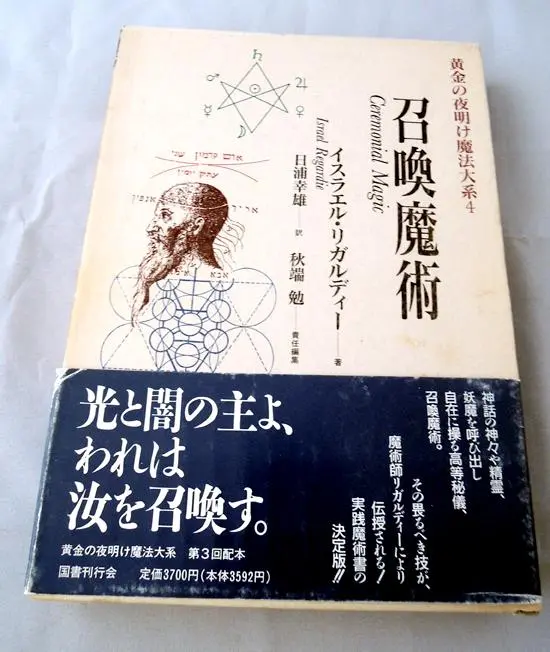 黄金の夜明け魔法大系4
召喚魔術
Ceremonial Magic
イスラエル・リガルディー──著
Israel Regardie
日浦幸雄──訳
秋端 勉──責任編集
אדם קדמון
עתיק יומין
אריך
אנפין
אבא
神話の神々や精霊、
妖魔を呼び出し
自在に操る高等秘儀、
召喚魔術。
その畏るべき技が、
魔術師リガルディーにより
伝授される!
実践魔術書の
決定版!!
光と闇の主よ、
われは
汝を召喚す。
黄金の夜明け魔法大系 第3回配本
国書刊行会 定価3700円(本体3592円)